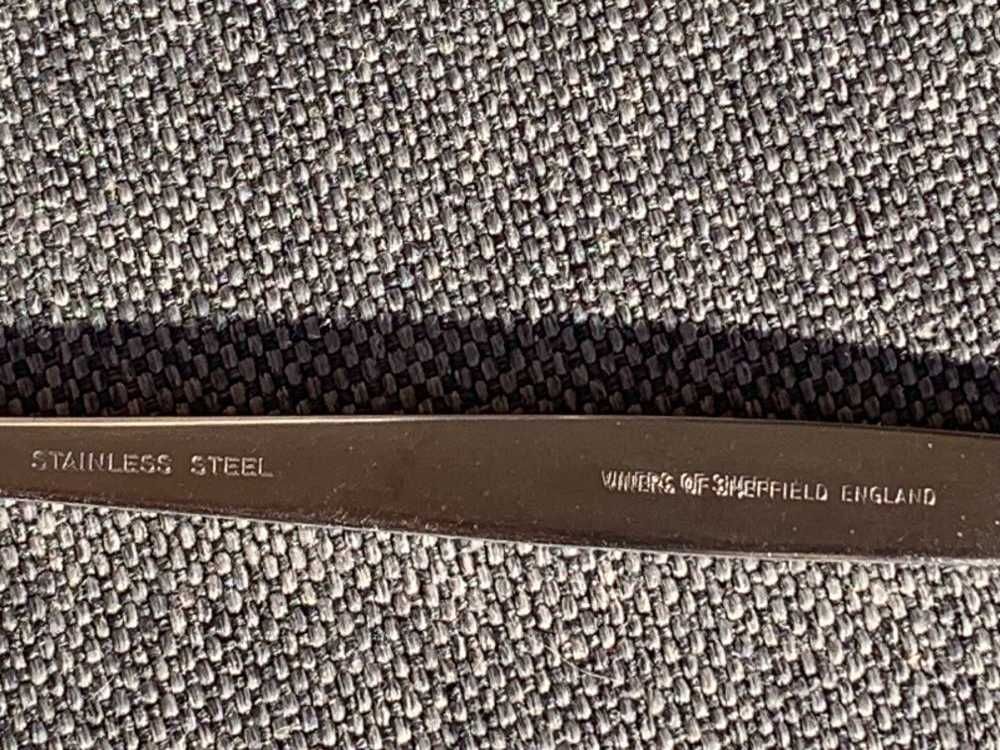 STAINLESS STEEL
VINERS OF SHEFFIELD ENGLAND